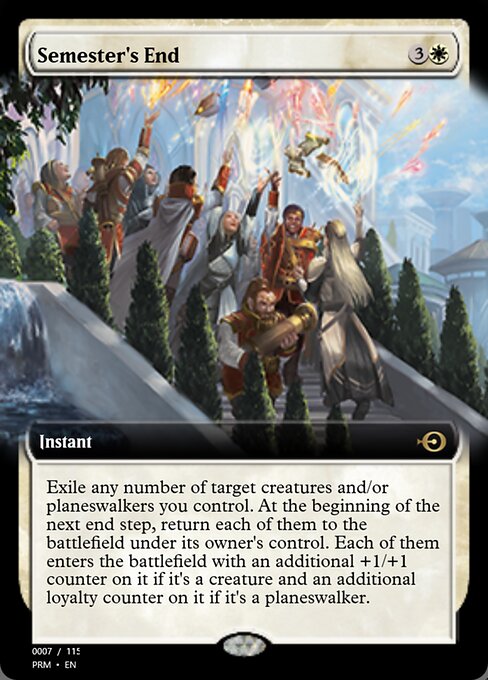 Semester's End
3
Instant
Exile any number of target creatures and/or
planeswalkers you control. At the beginning of the
next end step, return each of them to the
battlefield under its owner's control. Each of them
enters the battlefield with an additional +1/+1
counter on it if it's a creature and an additional
loyalty counter on it if it's a planeswalker.
0007 / 115
PRM • EN